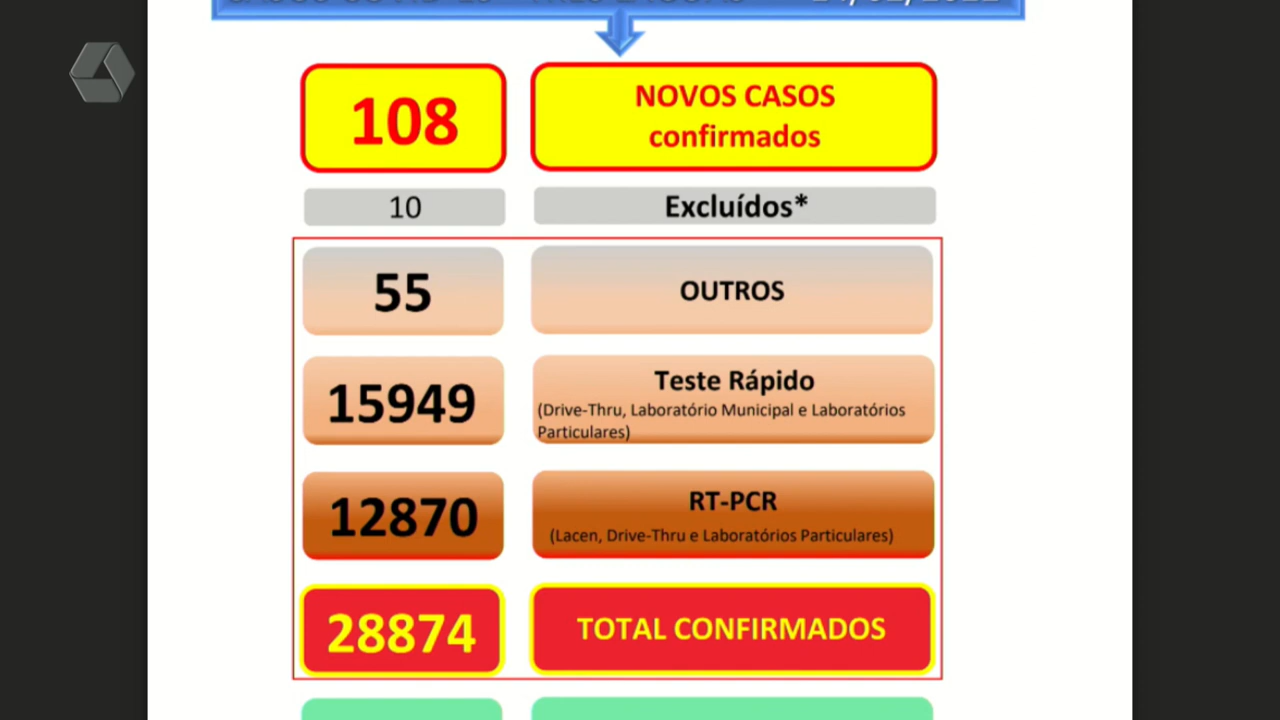 108
NOVOS CASOS
confirmados
10
Excluídos*
55
OUTROS
15949
Teste Rápido
(Drive-Thru, Laboratório Municipal e Laboratórios
Particulares)
12870
RT-PCR
(Lacen, Drive-Thru e Laboratórios Particulares)
28874
TOTAL CONFIRMADOS